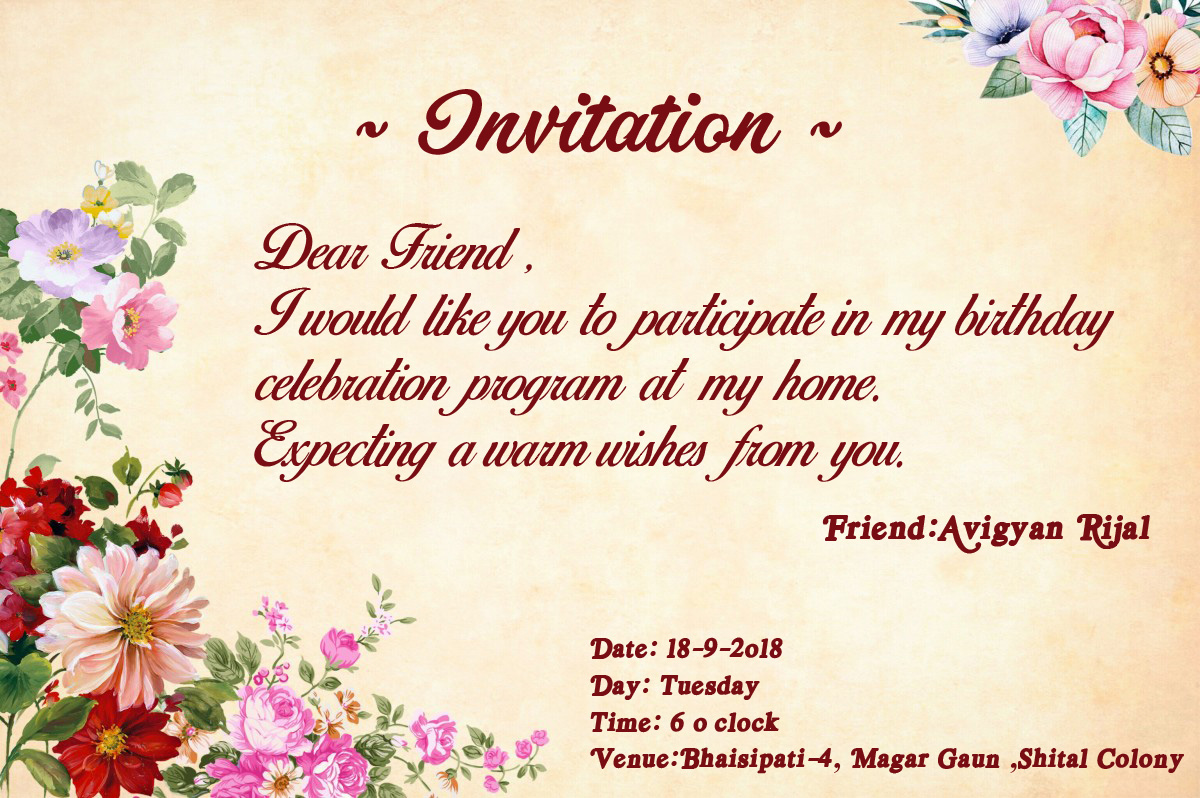 ~ Invitation ~
Dear Friend ,
I would like you to participate in my birthday
celebration program at my home.
Expecting a warm wishes from you.
Friend:Avigyan Rijal
Date: 18-9-2018
Day: Tuesday
Time: 6 o clock
Venue:Bhaisipati-4, Magar Gaun ,Shital Colony